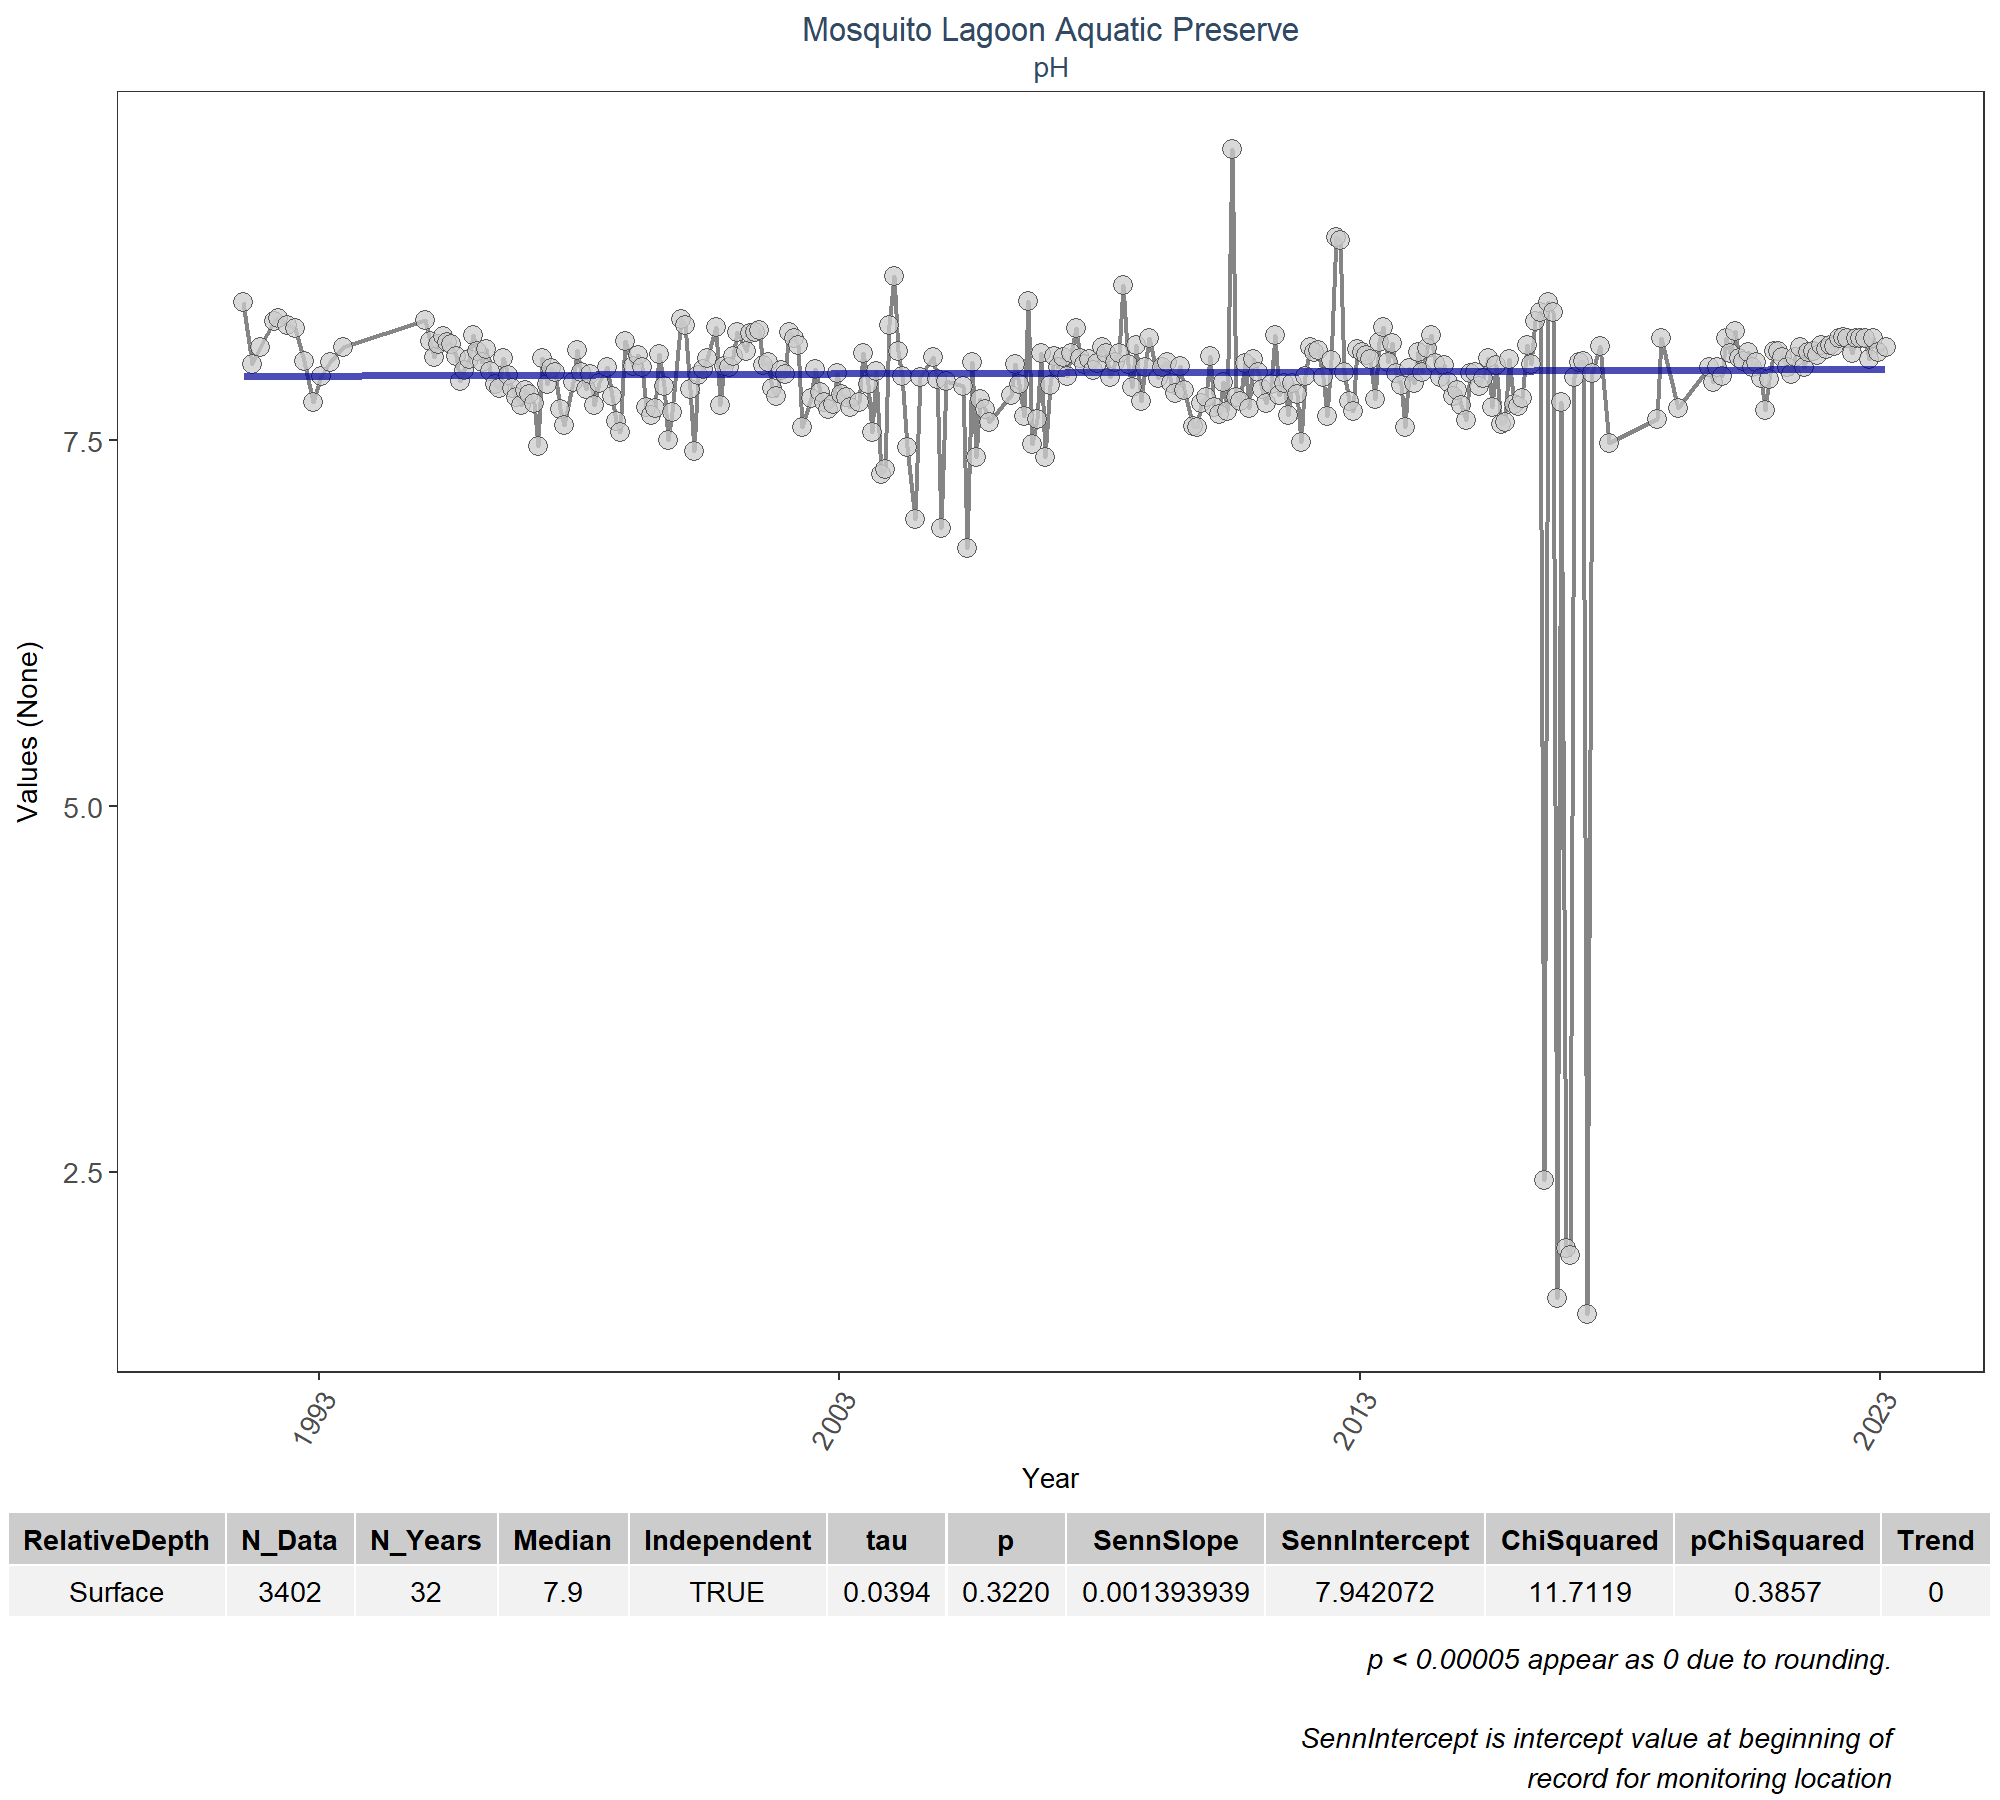 Mosquito Lagoon Aquatic Preserve
pH
Values (None)
7.5
5.0
2.5
1993
2003
2013
2023
Year
RelativeDepth N_Data N_Years Median Independent tau p SennSlope SennIntercept ChiSquared pChiSquared Trend
Surface 3402 32 7.9 TRUE 0.0394 0.3220 0.001393939 7.942072 11.7119 0.3857 0
p < 0.00005 appear as 0 due to rounding.
SennIntercept is intercept value at beginning of
record for monitoring location